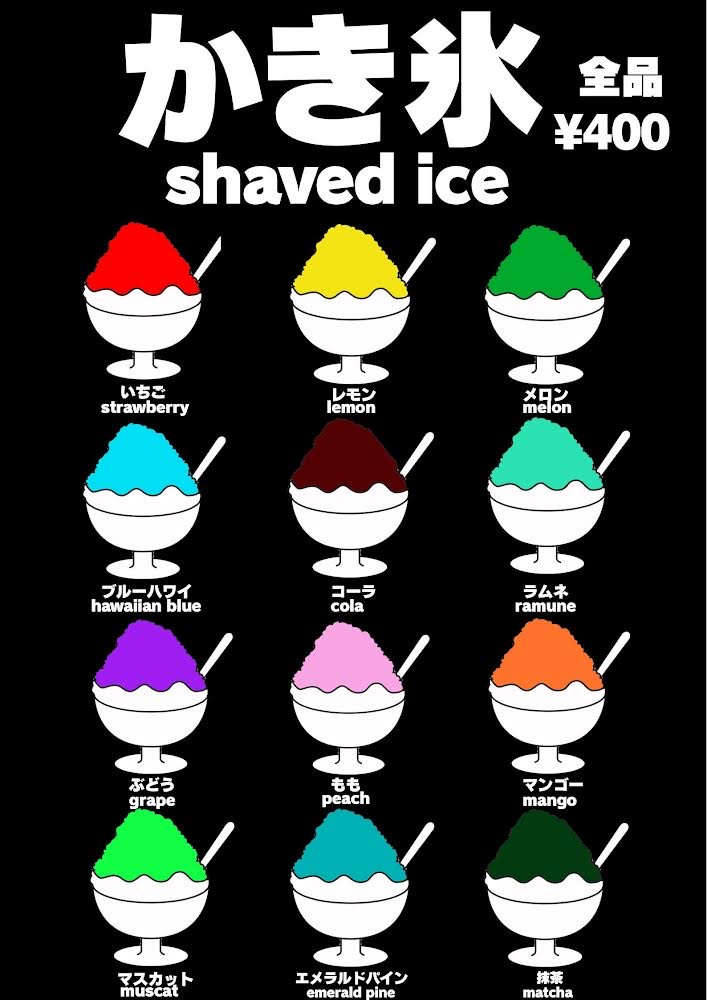 かき氷
全品
¥400
shaved ice
いちご
strawberry
レモン
lemon
メロン
melon
ブルーハワイ
hawaiian blue
コーラ
cola
ラムネ
ramune
ぶどう
grape
もも
peach
マンゴー
mango
マスカット
muscat
エメラルドパイン
emerald pine
抹茶
matcha